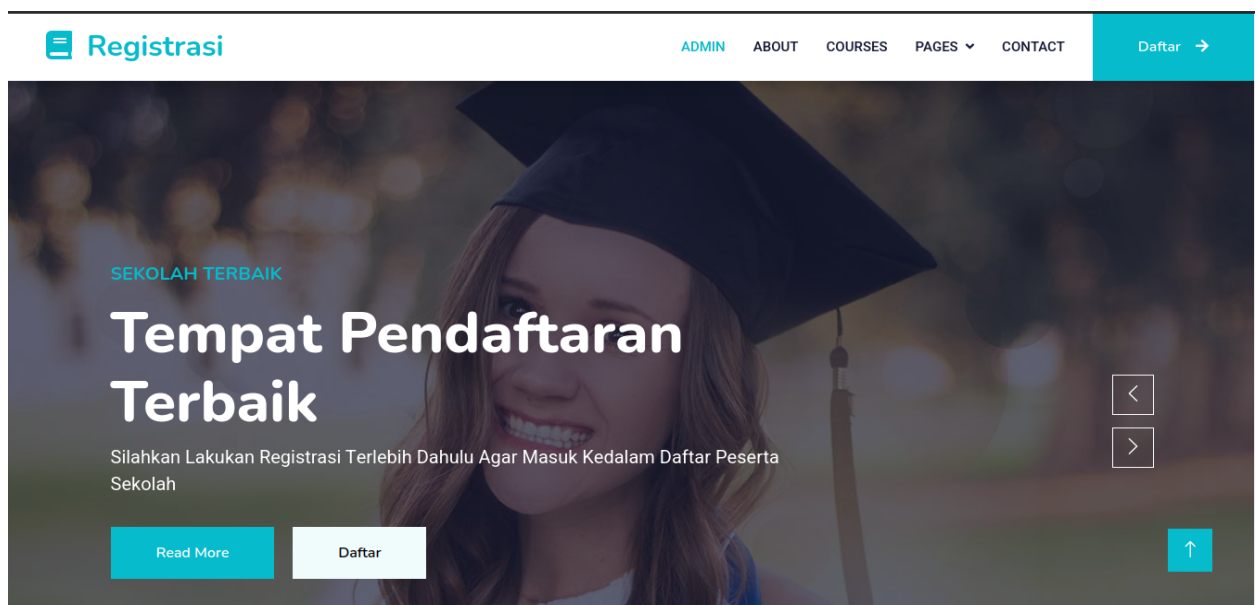 Registrasi
ADMIN ABOUT COURSES PAGES CONTACT Daftar
SEKOLAH TERBAIK
Tempat Pendaftaran
Terbaik
Silahkan Lakukan Registrasi Terlebih Dahulu Agar Masuk Kedalam Daftar Peserta
Sekolah
Read More Daftar